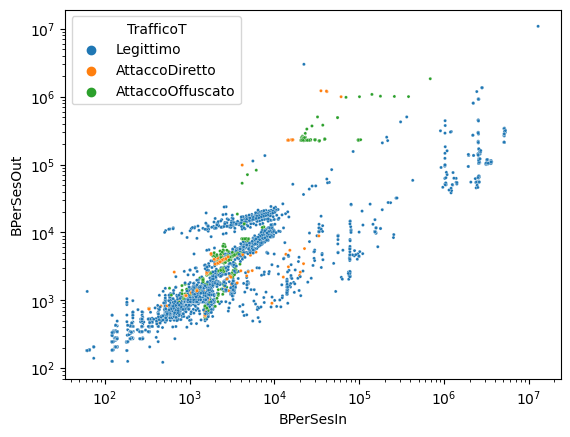 TrafficoT
Legittimo
AttaccoDiretto
AttaccoOffuscato
BPerSesOut
10^7
10^6
10^5
10^4
10^3
10^2
10^2 10^3 10^4 10^5 10^6 10^7
BPerSesIn